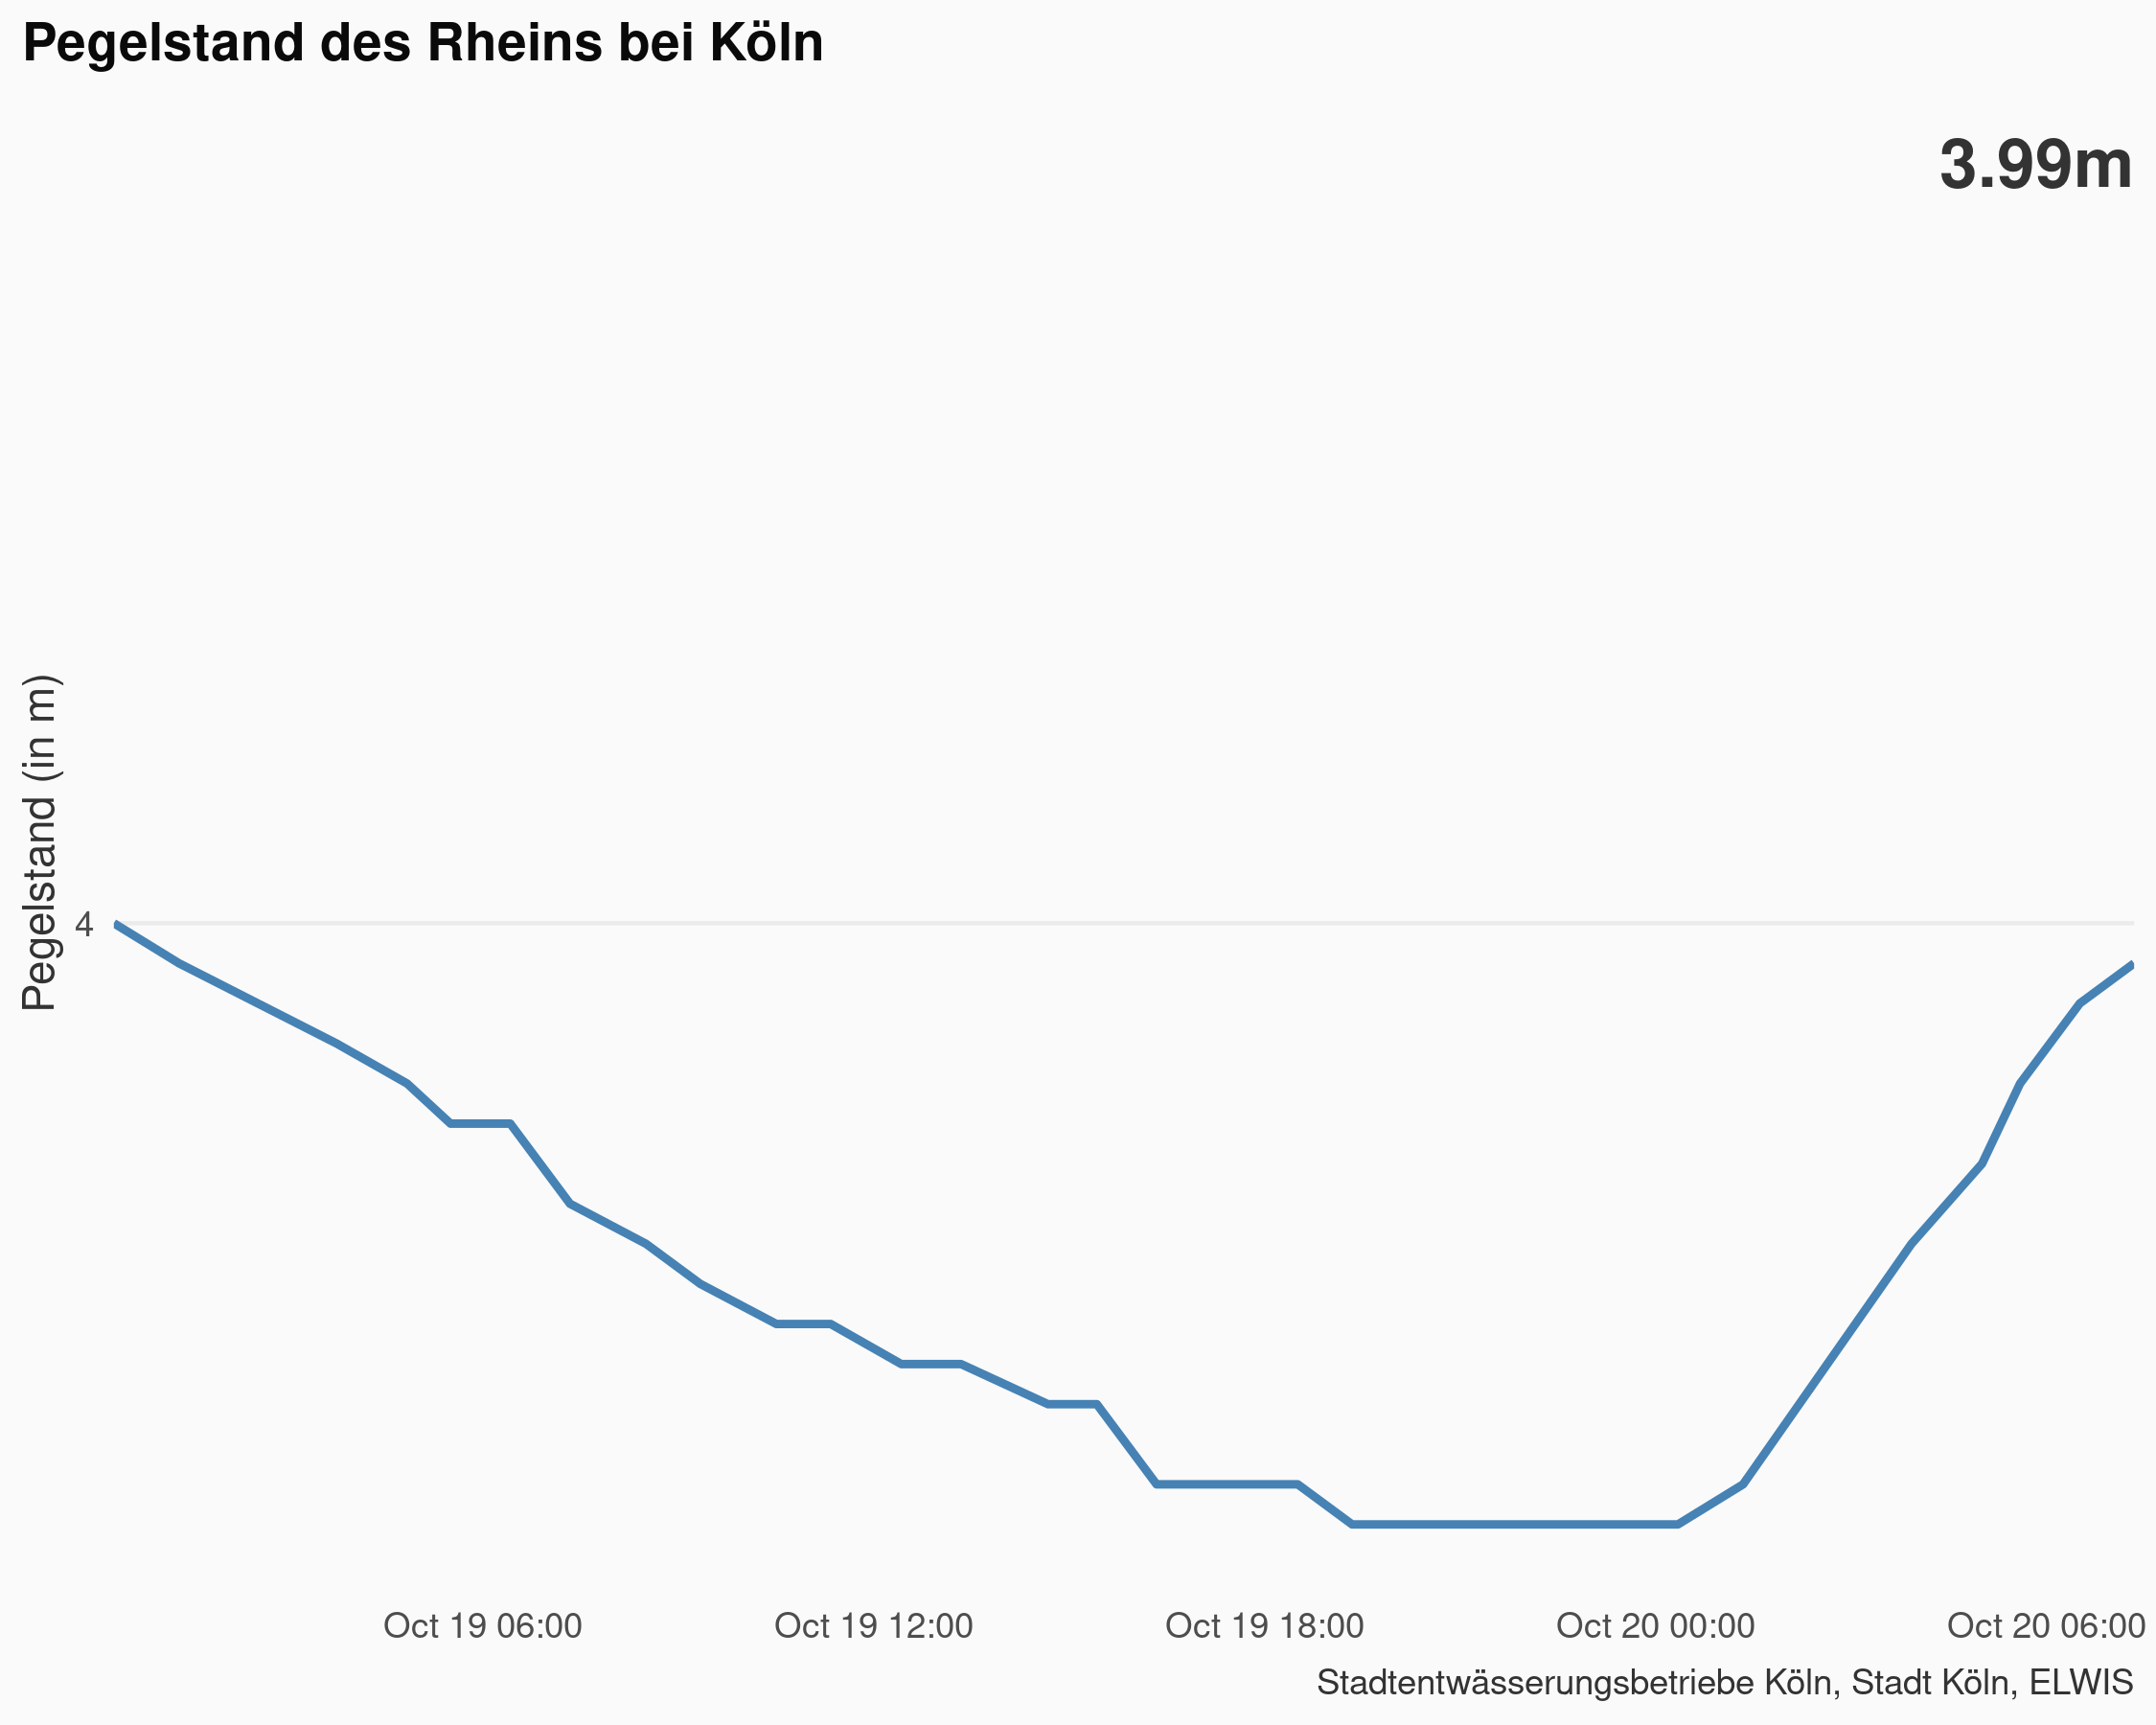 Pegelstand des Rheins bei Köln
3.99m
Pegelstand (in m)
4
Oct 19 06:00
Oct 19 12:00
Oct 19 18:00
Oct 20 00:00
Oct 20 06:00
Stadtentwässerungsbetriebe Köln, Stadt Köln, ELWIS